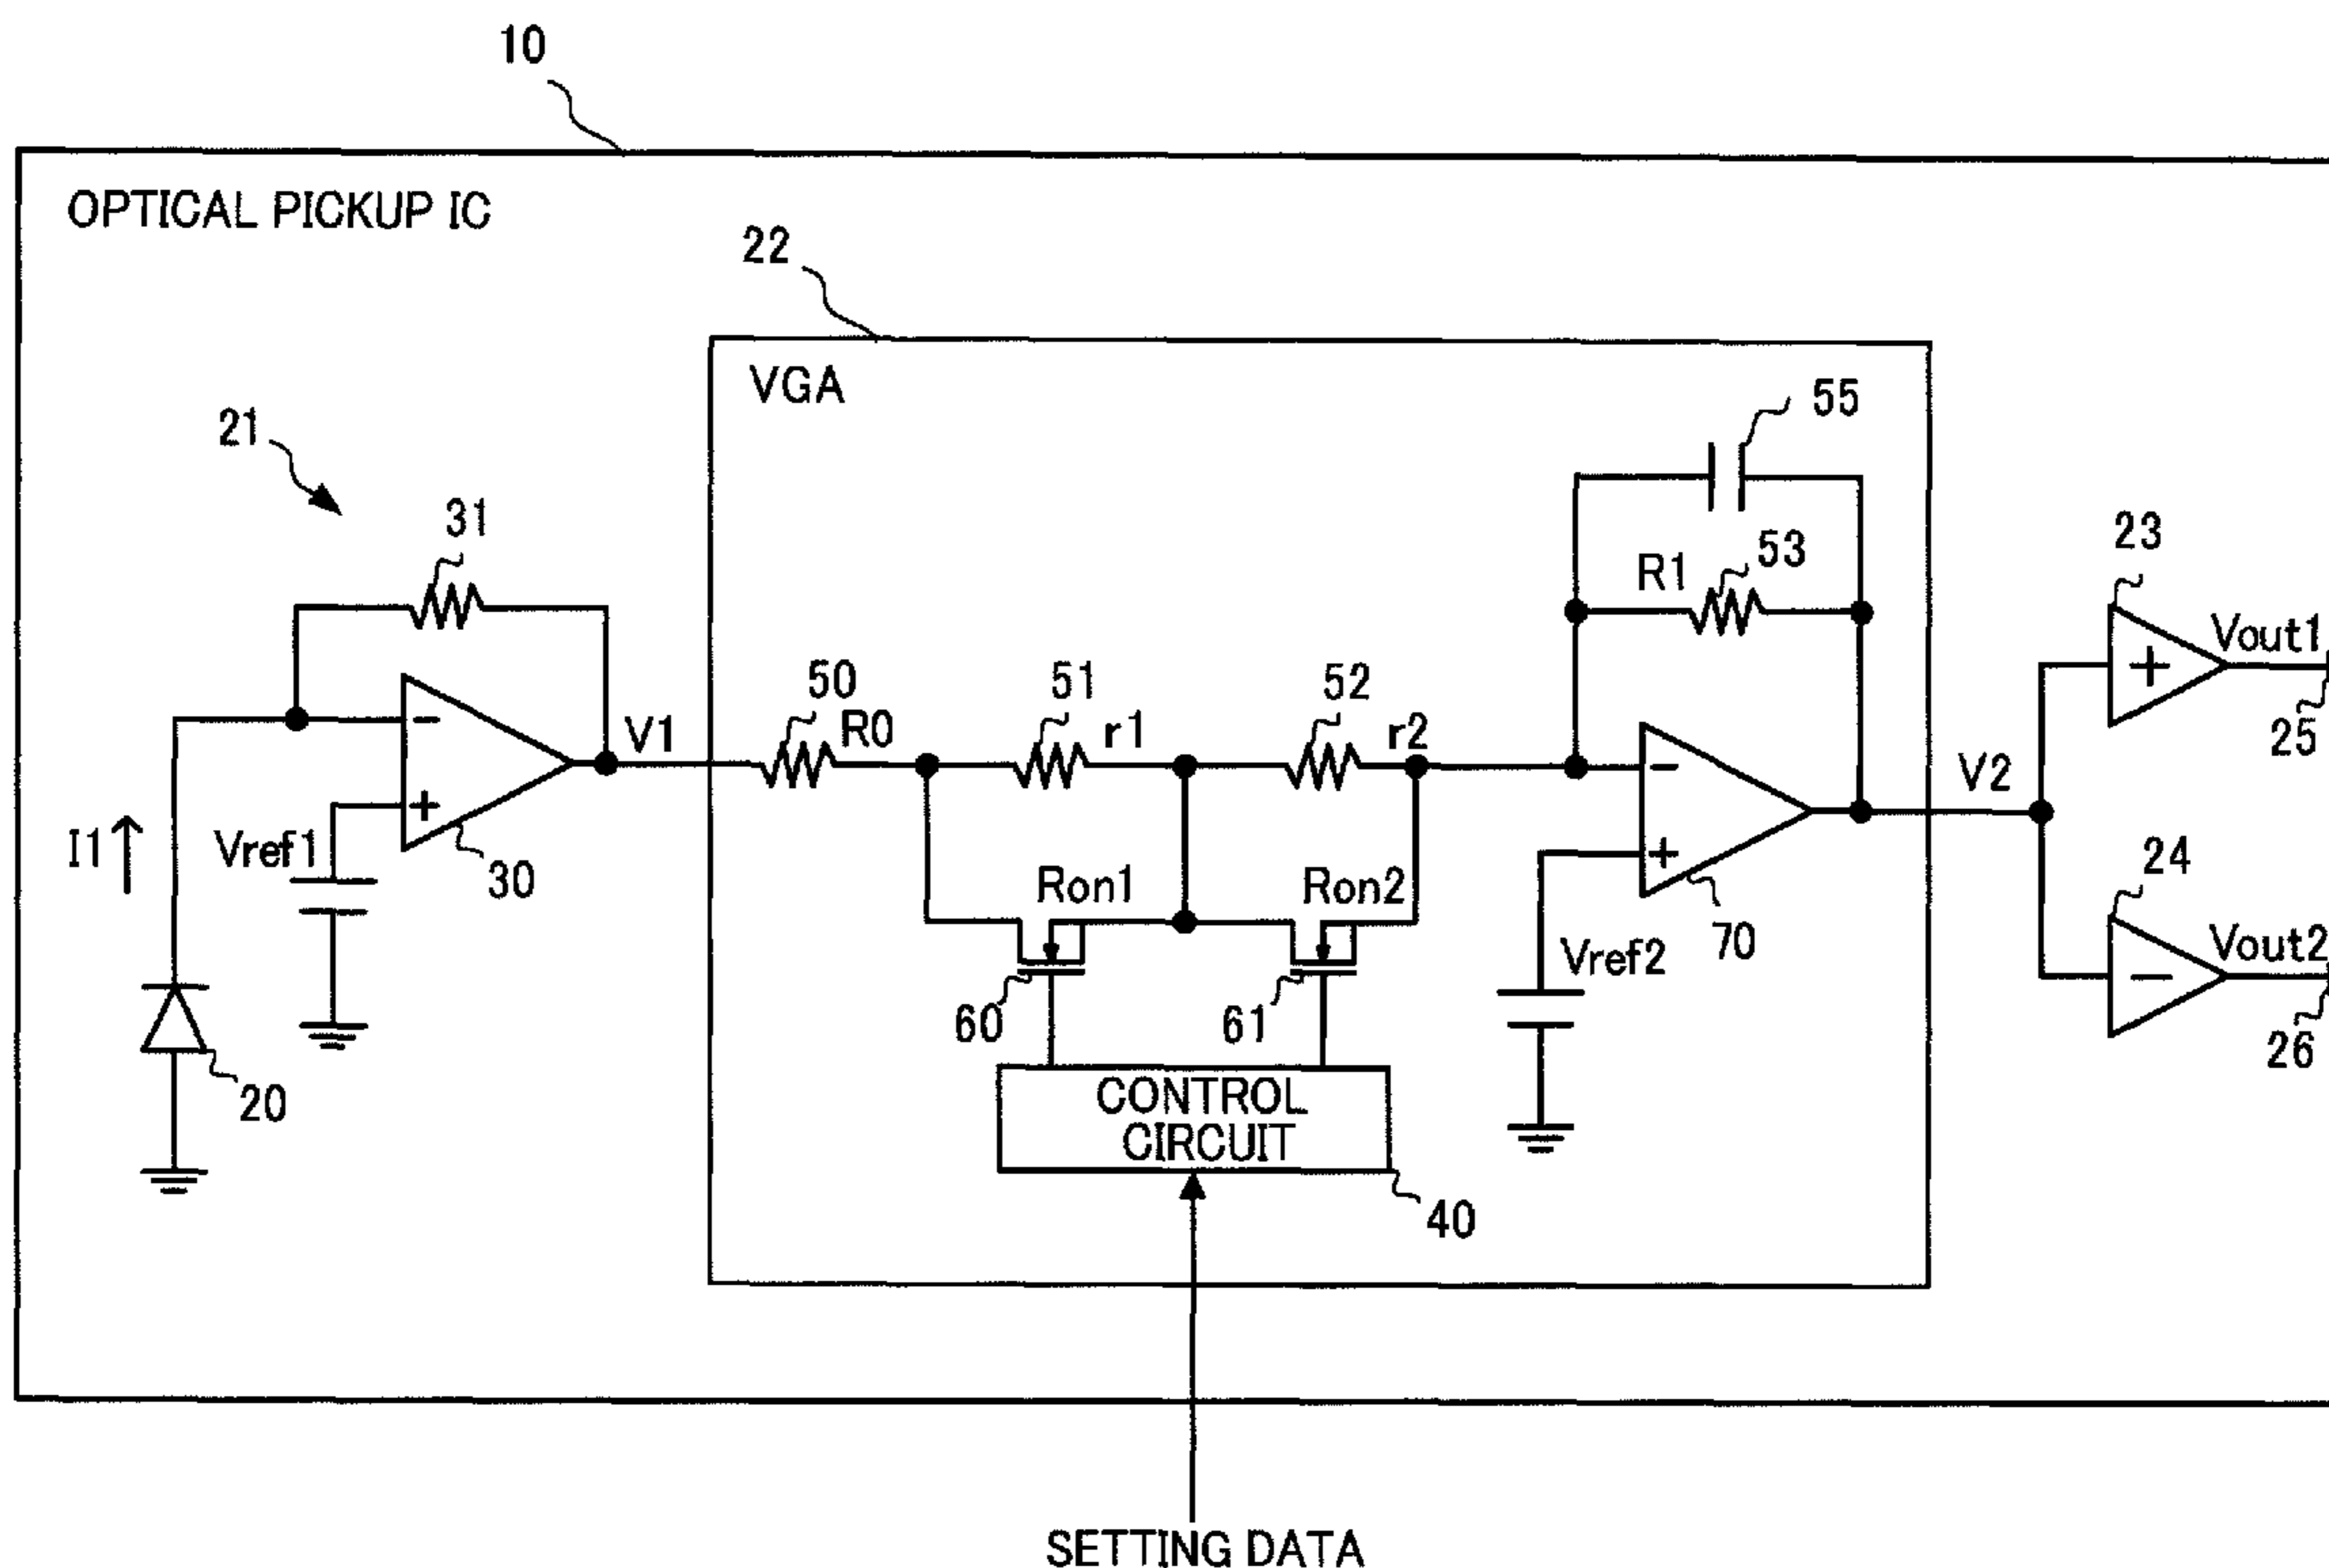 10
OPTICAL PICKUP IC
22
VGA
55
21
31
R1
53
23
Vout1
25
50
R0
51
r1
52
r2
V1
V2
I1
Vref1
30
Ron1
Ron2
70
24
Vout2
26
Vref2
60
61
20
CONTROL
CIRCUIT
40
SETTING DATA